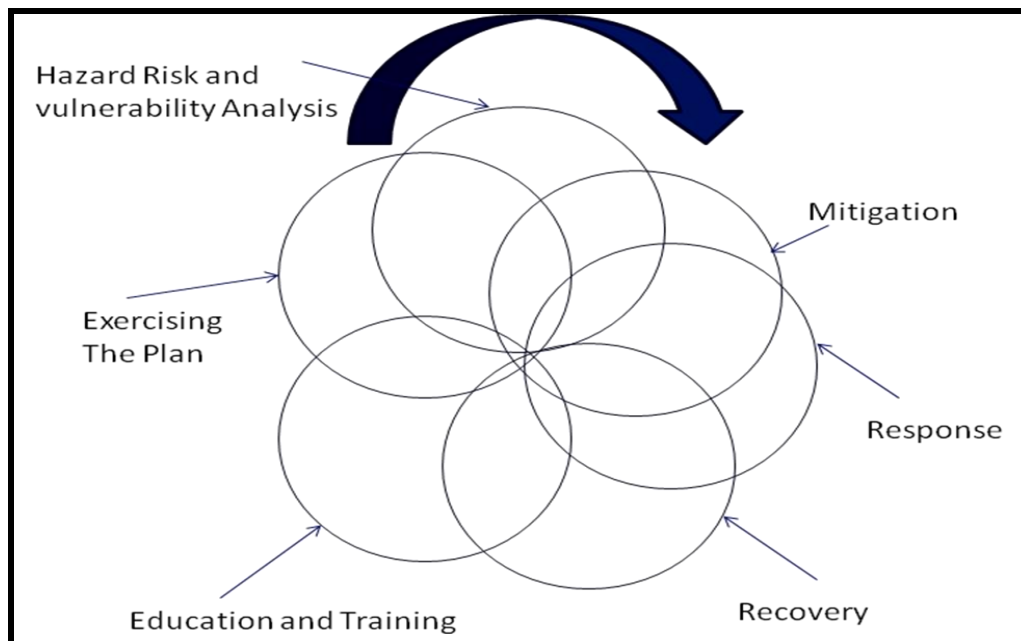 Hazard Risk and
vulnerability Analysis
Mitigation
Exercising
The Plan
Response
Education and Training
Recovery